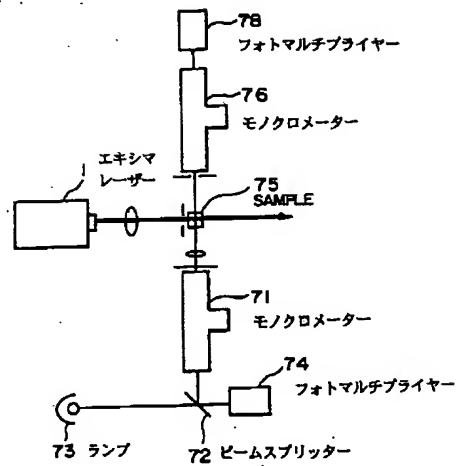 78
フォトマルチプライヤー
76
モノクロメーター
エキシマ
レーザー
1
75
SAMPLE
71
モノクロメーター
74
フォトマルチプライヤー
73 ランプ
72 ビームスプリッター